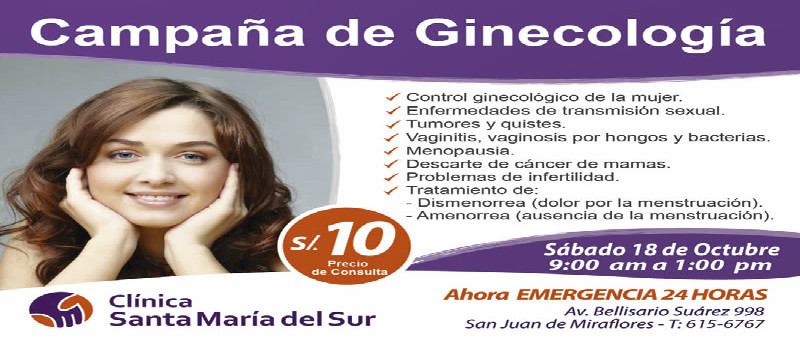 Campaña de Ginecología
✓ Control ginecológico de la mujer.
✓ Enfermedades de transmisión sexual.
✓ Tumores y quistes.
✓ Vaginitis, vaginosis por hongos y bacterias.
✓ Menopausia.
✓ Descarte de cáncer de mamas.
✓ Problemas de infertilidad.
✓ Tratamiento de:
- Dismenorrea (dolor por la menstruación).
- Amenorrea (ausencia de la menstruación).
S/. 10
Precio
de Consulta
Sábado 18 de Octubre
9:00 am a 1:00 pm
Clínica
Santa María del Sur
Ahora EMERGENCIA 24 HORAS
Av. Bellisario Suárez 998
San Juan de Miraflores - T: 615-6767